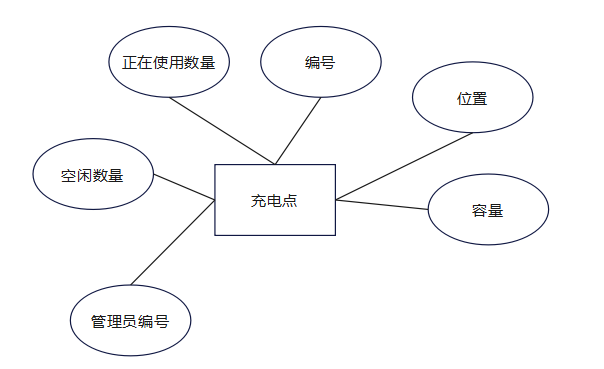 正在使用数量
编号
位置
空闲数量
充电点
容量
管理员编号